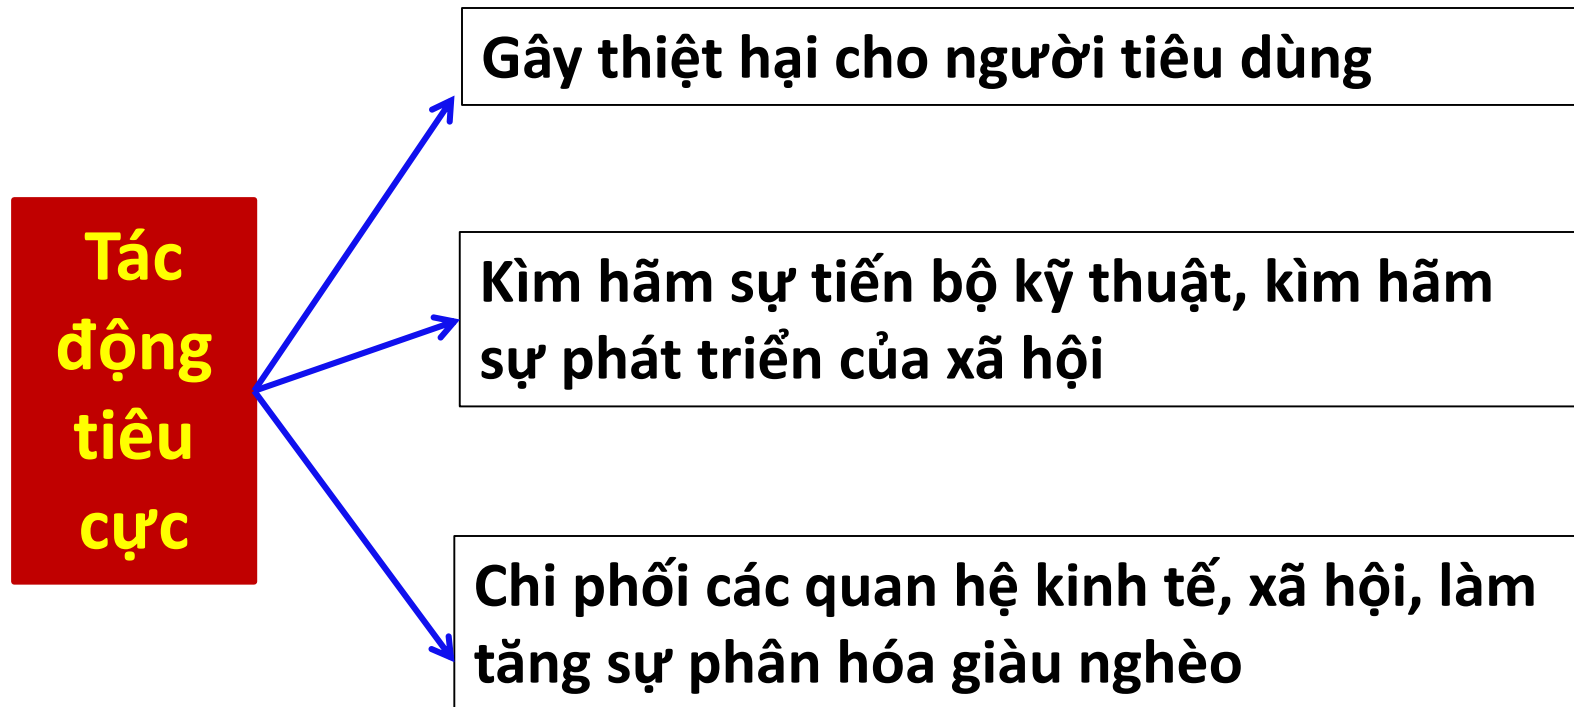 Tác
động
tiêu
cực
Gây thiệt hại cho người tiêu dùng
Kìm hãm sự tiến bộ kỹ thuật, kìm hãm
sự phát triển của xã hội
Chi phối các quan hệ kinh tế, xã hội, làm
tăng sự phân hóa giàu nghèo